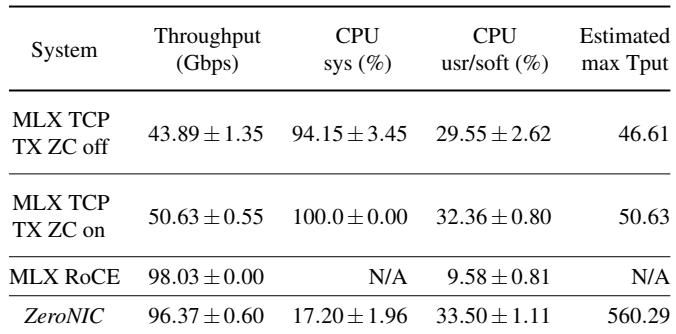 System Throughput (Gbps) CPU sys (%) CPU usr/soft (%) Estimated max Tput
MLX TCP TX ZC off 43.89 ± 1.35 94.15 ± 3.45 29.55 ± 2.62 46.61
MLX TCP TX ZC on 50.63 ± 0.55 100.0 ± 0.00 32.36 ± 0.80 50.63
MLX RoCE 98.03 ± 0.00 N/A 9.58 ± 0.81 N/A
ZeroNIC 96.37 ± 0.60 17.20 ± 1.96 33.50 ± 1.11 560.29